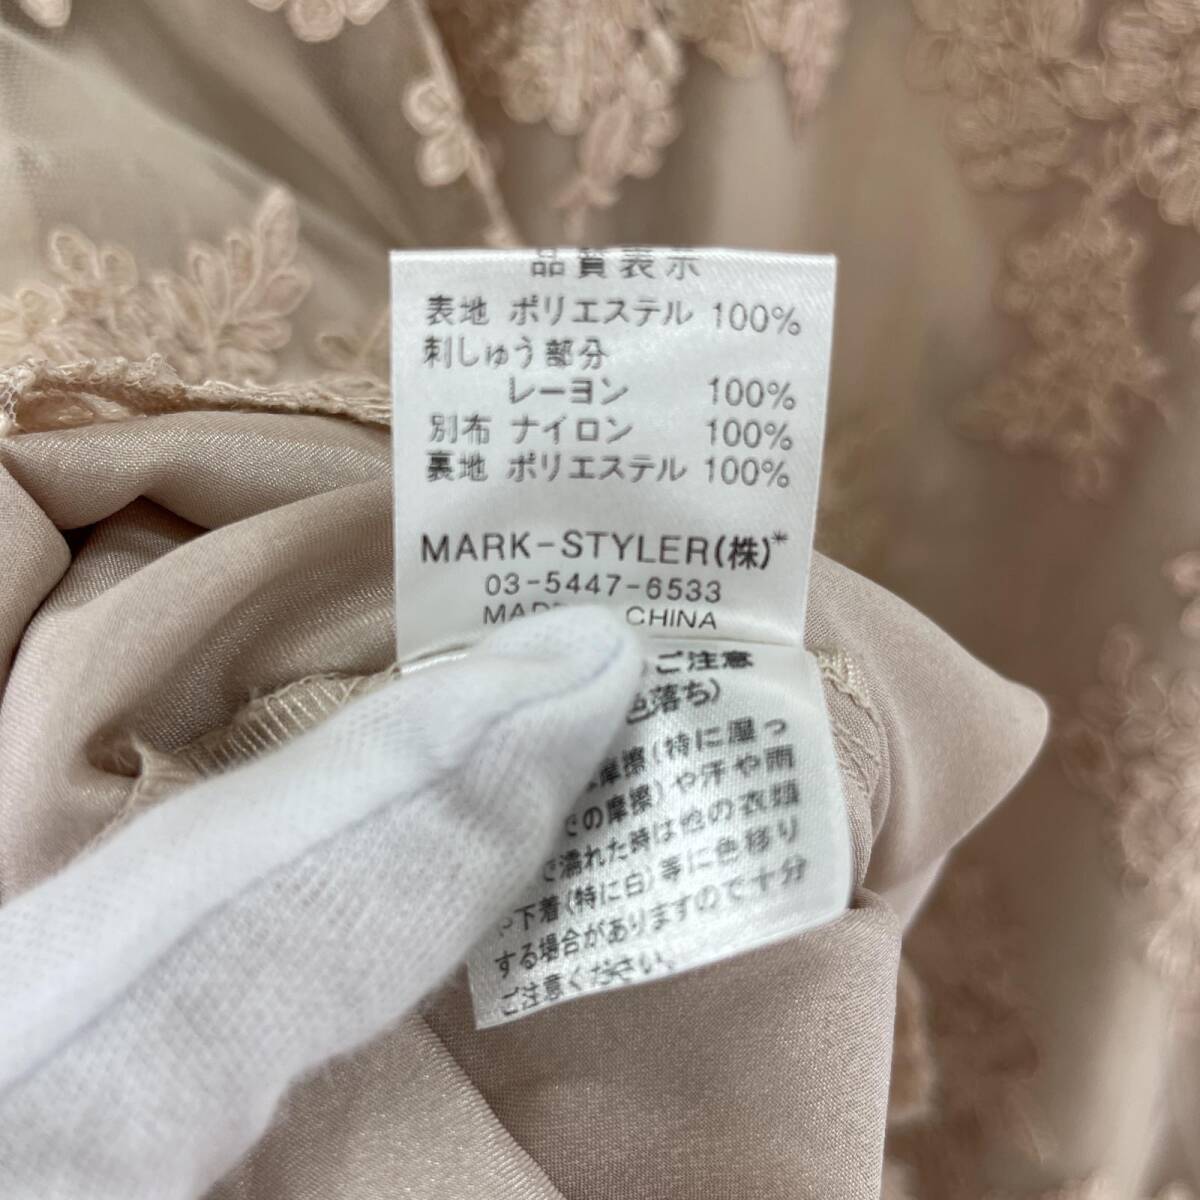 品質表示
表地 ポリエステル 100%
刺しゅう部分
レーヨン 100%
別布 ナイロン 100%
裏地 ポリエステル 100%
MARK-STYLER(株)*
03-5447-6533
CHINA
ご注意
色落ち)
摩擦(特に湿っ
での摩擦)や汗や雨
で濡れた時は他の衣類
や下着(特に白)等に色移り
する場合がありますので十分
ご注意ください。